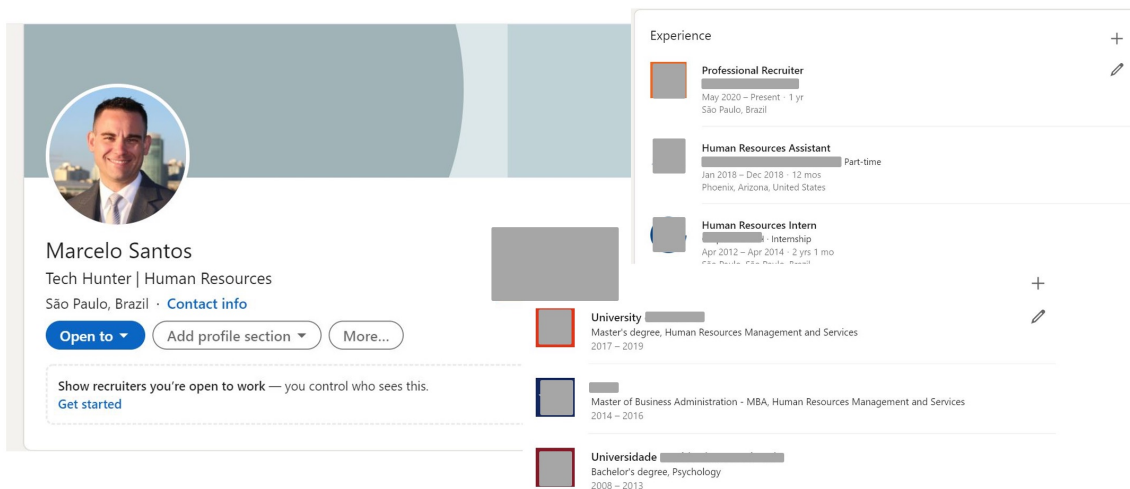 Marcelo Santos
Tech Hunter | Human Resources
São Paulo, Brazil · Contact info
Open to
Add profile section
More...
Show recruiters you're open to work — you control who sees this.
Get started
Experience
Professional Recruiter
May 2020 – Present · 1 yr
São Paulo, Brazil
Human Resources Assistant
Part-time
Jan 2018 – Dec 2018 · 12 mos
Phoenix, Arizona, United States
Human Resources Intern
· Internship
Apr 2012 – Apr 2014 · 2 yrs 1 mo
São Paulo, São Paulo, Brazil
University
Master's degree, Human Resources Management and Services
2017 – 2019
Master of Business Administration - MBA, Human Resources Management and Services
2014 – 2016
Universidade
Bachelor's degree, Psychology
2008 – 2013